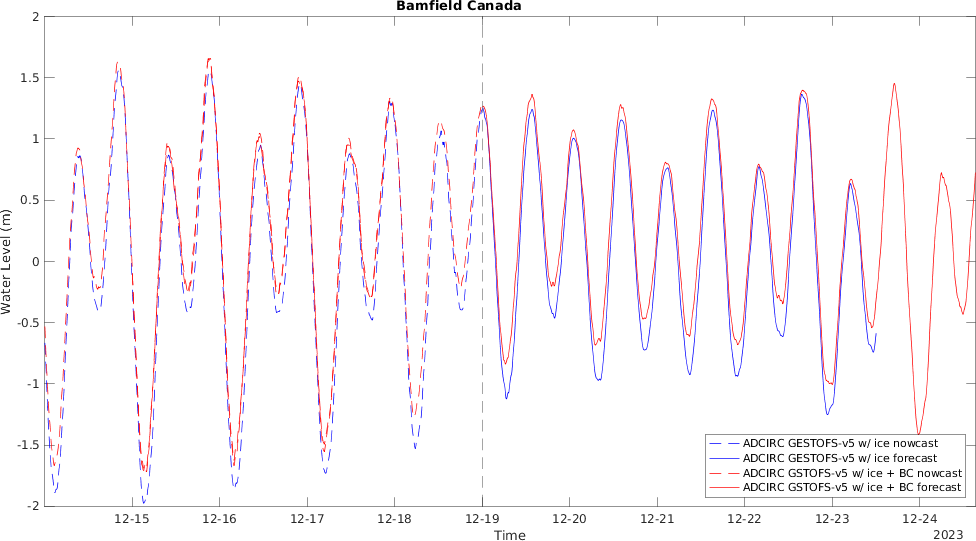 Bamfield Canada
2
1.5
1
0.5
0
-0.5
-1
-1.5
-2
Water Level (m)
12-15
12-16
12-17
12-18
12-19
12-20
12-21
12-22
12-23
12-24
Time
2023
ADCIRC GESTOFS-v5 w/ ice nowcast
ADCIRC GESTOFS-v5 w/ ice forecast
ADCIRC GSTOFS-v5 w/ ice + BC nowcast
ADCIRC GSTOFS-v5 w/ ice + BC forecast